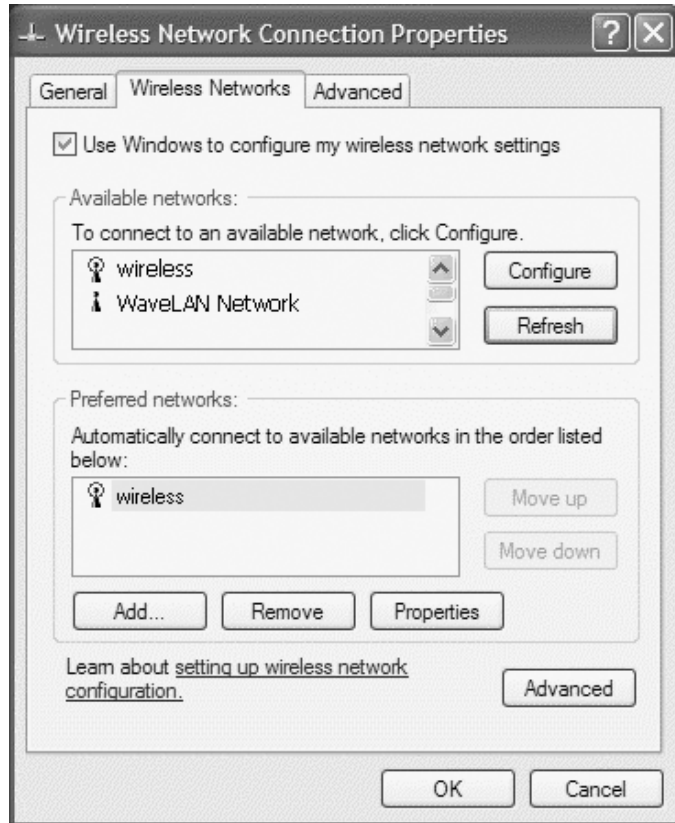 Wireless Network Connection Properties
General Wireless Networks Advanced
Use Windows to configure my wireless network settings
Available networks:
To connect to an available network, click Configure.
wireless
WaveLAN Network
Configure
Refresh
Preferred networks:
Automatically connect to available networks in the order listed
below:
wireless
Move up
Move down
Add... Remove Properties
Learn about setting up wireless network
configuration.
Advanced
OK Cancel